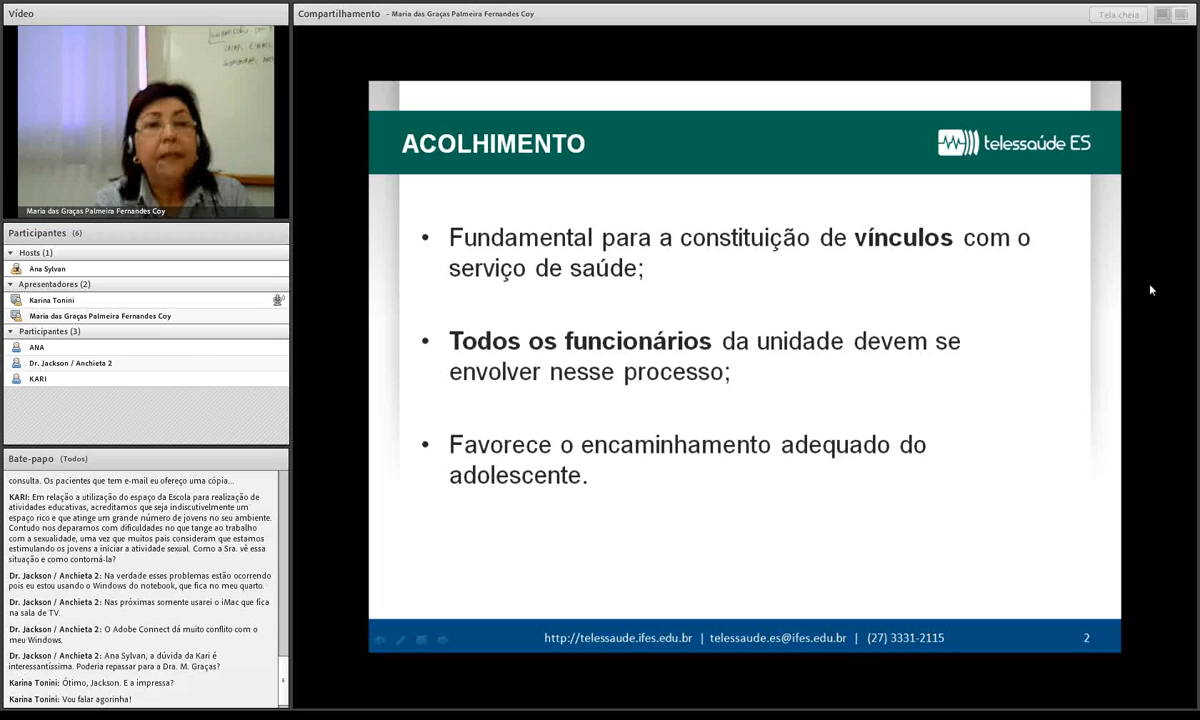 Vídeo
Maria das Graças Palmeira Fernandes Coy
Participantes (6)
Hosts (1)
Ana Sylvan
Apresentadores (2)
Karina Tonini
Maria das Graças Palmeira Fernandes Coy
Participantes (3)
ANA
Dr. Jackson / Anchieta 2
KARI
Bate-papo (Todos)
consulta. Os pacientes que tem e-mail eu ofereço uma cópia...
KARI: Em relação a utilização do espaço da Escola para realização de
atividades educativas, acreditamos que seja indiscutivelmente um
espaço rico e que atinge um grande número de jovens no seu ambiente.
Contudo nos deparamos com dificuldades no que tange ao trabalho
com a sexualidade, uma vez que muitos pais consideram que estamos
estimulando os jovens a iniciar a atividade sexual. Como a Sra. vê essa
situação e como contorná-la?
Dr. Jackson / Anchieta 2: Na verdade esses problemas estão ocorrendo
pois eu estou usando o Windows do notebook, que fica no meu quarto.
Dr. Jackson / Anchieta 2: Nas próximas somente usarei o iMac que fica
na sala de TV.
Dr. Jackson / Anchieta 2: O Adobe Connect dá muito conflito com o
meu Windows.
Dr. Jackson / Anchieta 2: Ana Sylvan, a dúvida da Kari é
interessantíssima. Poderia repassar para a Dra. M. Graças?
Karina Tonini: Ótimo, Jackson. E a impressa?
Karina Tonini: Vou falar agorinha!
Compartilhamento - Maria das Graças Palmeira Fernandes Coy
Tela cheia
ACOLHIMENTO
telessaúde ES
• Fundamental para a constituição de vínculos com o
serviço de saúde;
• Todos os funcionários da unidade devem se
envolver nesse processo;
• Favorece o encaminhamento adequado do
adolescente.
http://telessaude.ifes.edu.br | telessaude.es@ifes.edu.br | (27) 3331-2115
2